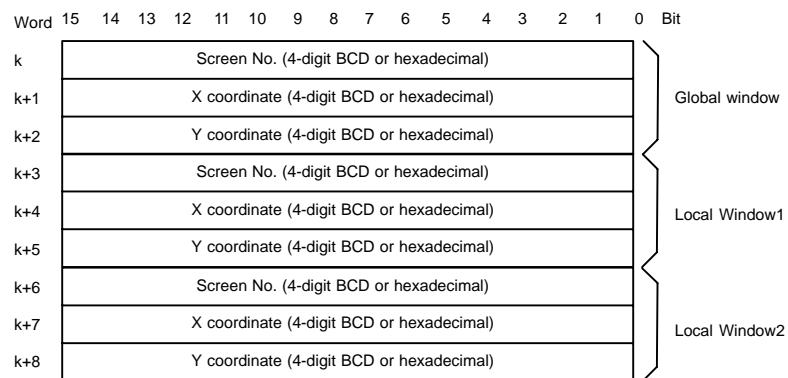 Word 15 14 13 12 11 10 9 8 7 6 5 4 3 2 1 0 Bit
k Screen No. (4-digit BCD or hexadecimal)
k+1 X coordinate (4-digit BCD or hexadecimal) Global window
k+2 Y coordinate (4-digit BCD or hexadecimal)
k+3 Screen No. (4-digit BCD or hexadecimal)
k+4 X coordinate (4-digit BCD or hexadecimal) Local Window1
k+5 Y coordinate (4-digit BCD or hexadecimal)
k+6 Screen No. (4-digit BCD or hexadecimal)
k+7 X coordinate (4-digit BCD or hexadecimal) Local Window2
k+8 Y coordinate (4-digit BCD or hexadecimal)